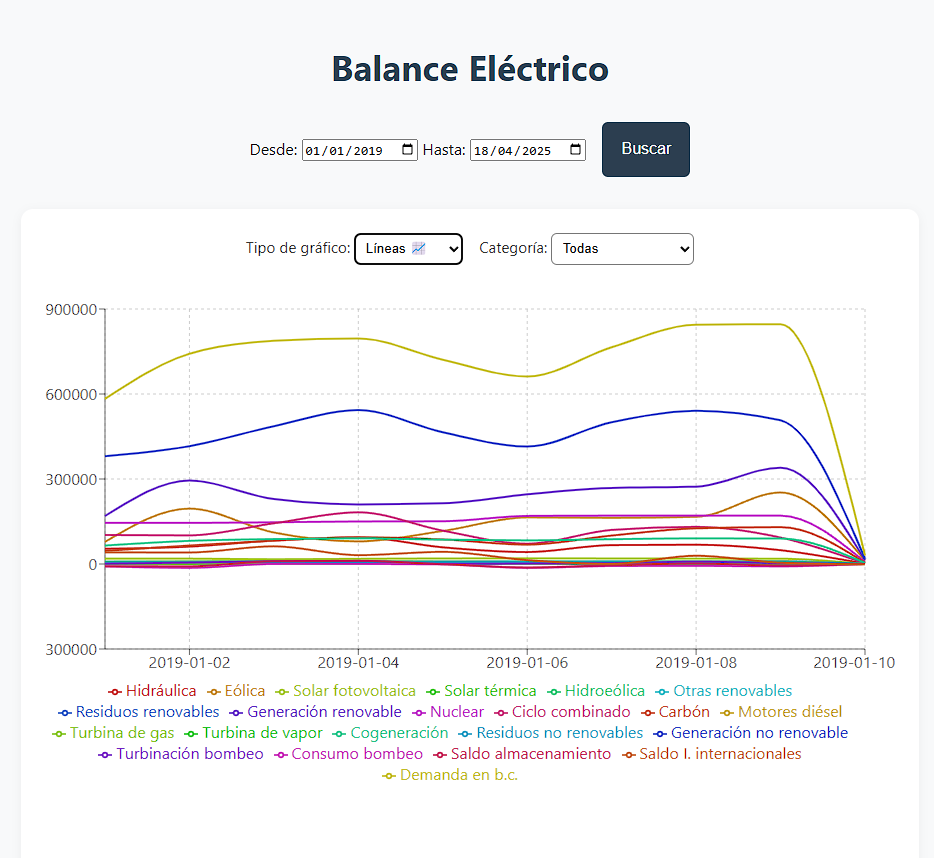 Balance Eléctrico
Desde: 01/01/2019 Hasta: 18/04/2025 Buscar
Tipo de gráfico: Líneas Categoría: Todas
900000
600000
300000
0
300000
2019-01-02 2019-01-04 2019-01-06 2019-01-08 2019-01-10
Hidráulica Eólica Solar fotovoltaica Solar térmica Hidroeólica Otras renovables
Residuos renovables Generación renovable Nuclear Ciclo combinado Carbón Motores diésel
Turbina de gas Turbina de vapor Cogeneración Residuos no renovables Generación no renovable
Turbinación bombeo Consumo bombeo Saldo almacenamiento Saldo I. internacionales
Demanda en b.c.